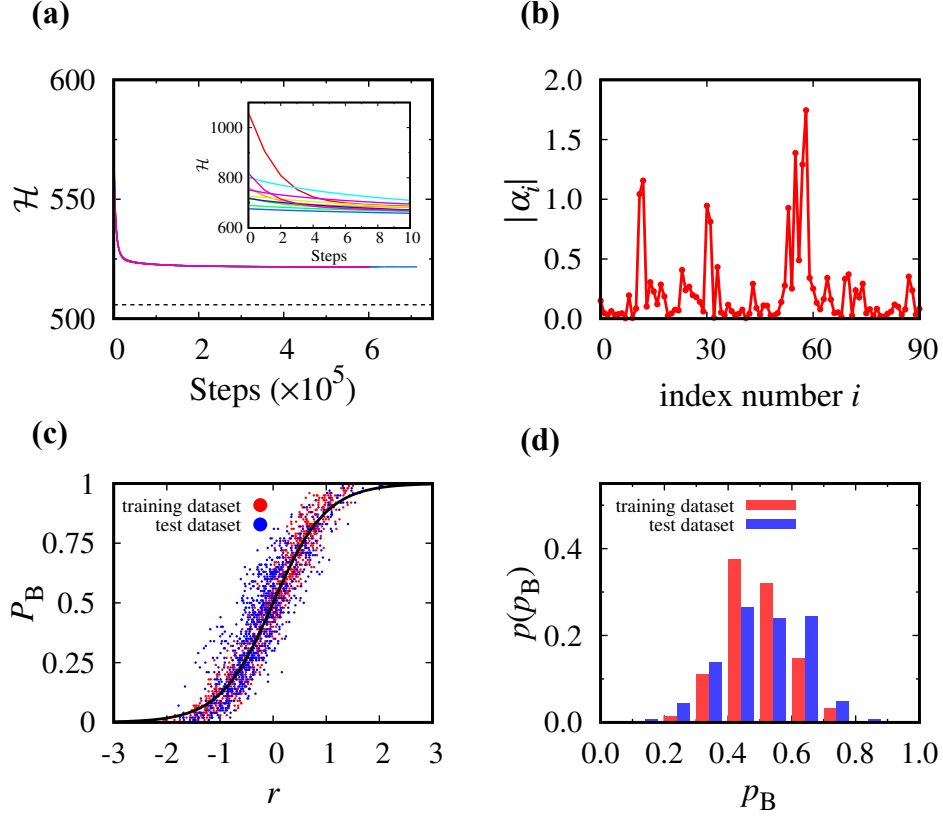 (a)
600
550
500
ℋ
0
2
4
6
Steps (×10⁵)
1000
800
600
ℋ
0
2
4
6
8
10
Steps
(b)
2.0
1.5
1.0
0.5
0.0
|αᵢ|
0
30
60
90
index number i
(c)
1
0.75
0.5
0.25
0
P_B
training dataset
test dataset
-3
-2
-1
0
1
2
3
r
(d)
0.4
0.2
0.0
p(p_B)
training dataset
test dataset
0.0
0.2
0.4
0.6
0.8
1.0
p_B